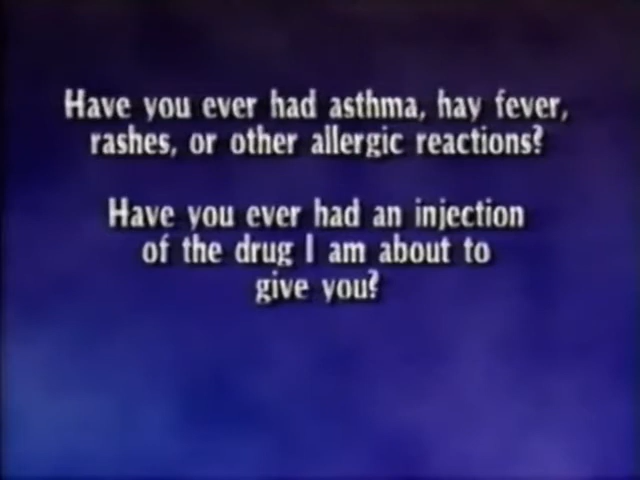 Have you ever had asthma, hay fever,
rashes, or other allergic reactions?
Have you ever had an injection
of the drug I am about to
give you?